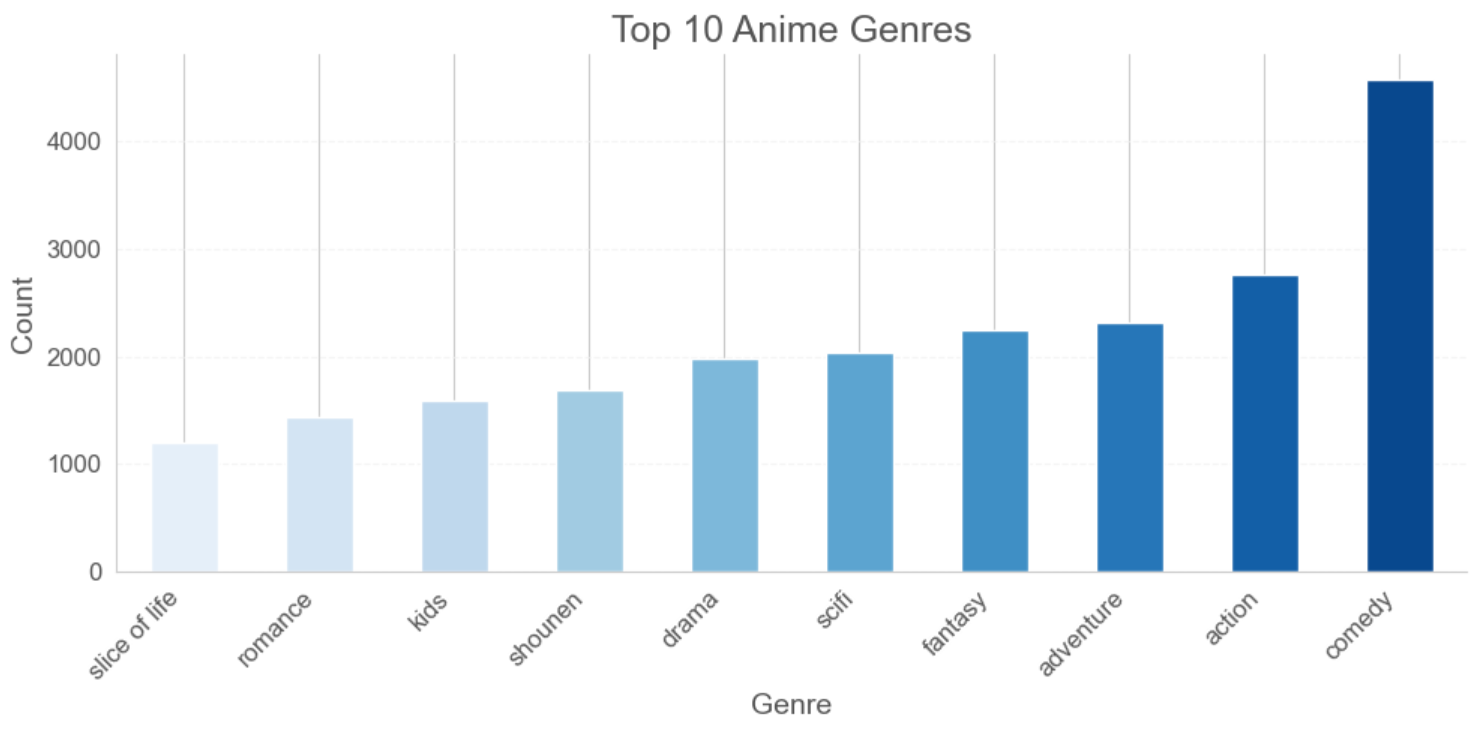 Top 10 Anime Genres
Count
4000
3000
2000
1000
0
slice of life
romance
kids
shounen
drama
scifi
fantasy
adventure
action
comedy
Genre